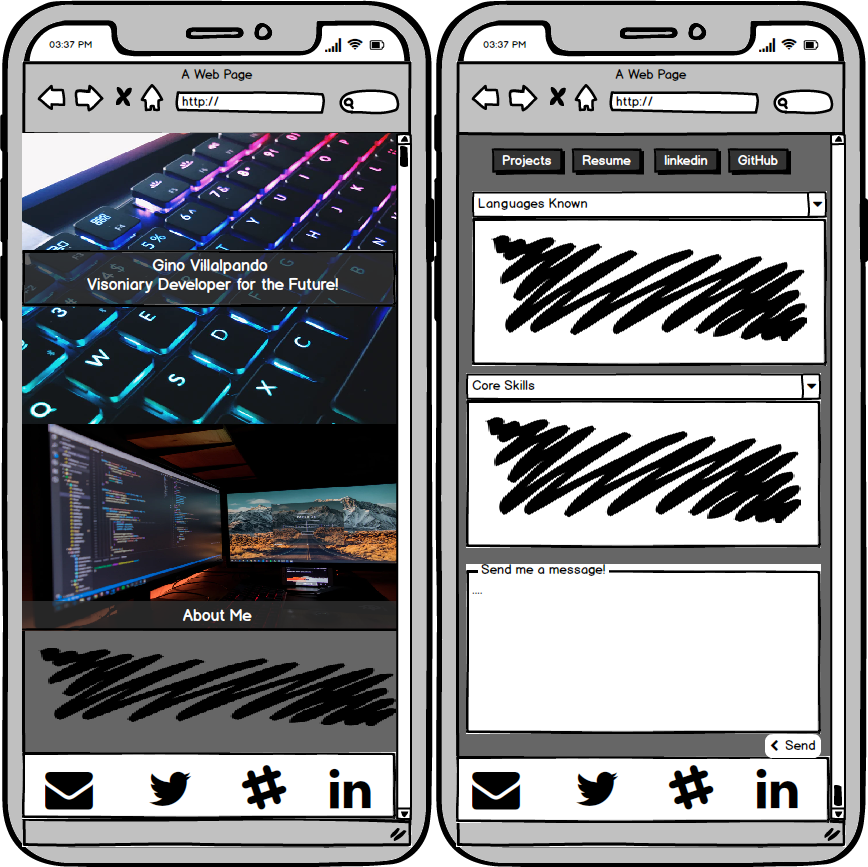 03:37 PM
A Web Page
http://
Gino Villalpando
Visoniary Developer for the Future!
About Me
in
03:37 PM
A Web Page
http://
Projects
Resume
linkedin
GitHub
Languages Known
Core Skills
Send me a message!
....
Send
in